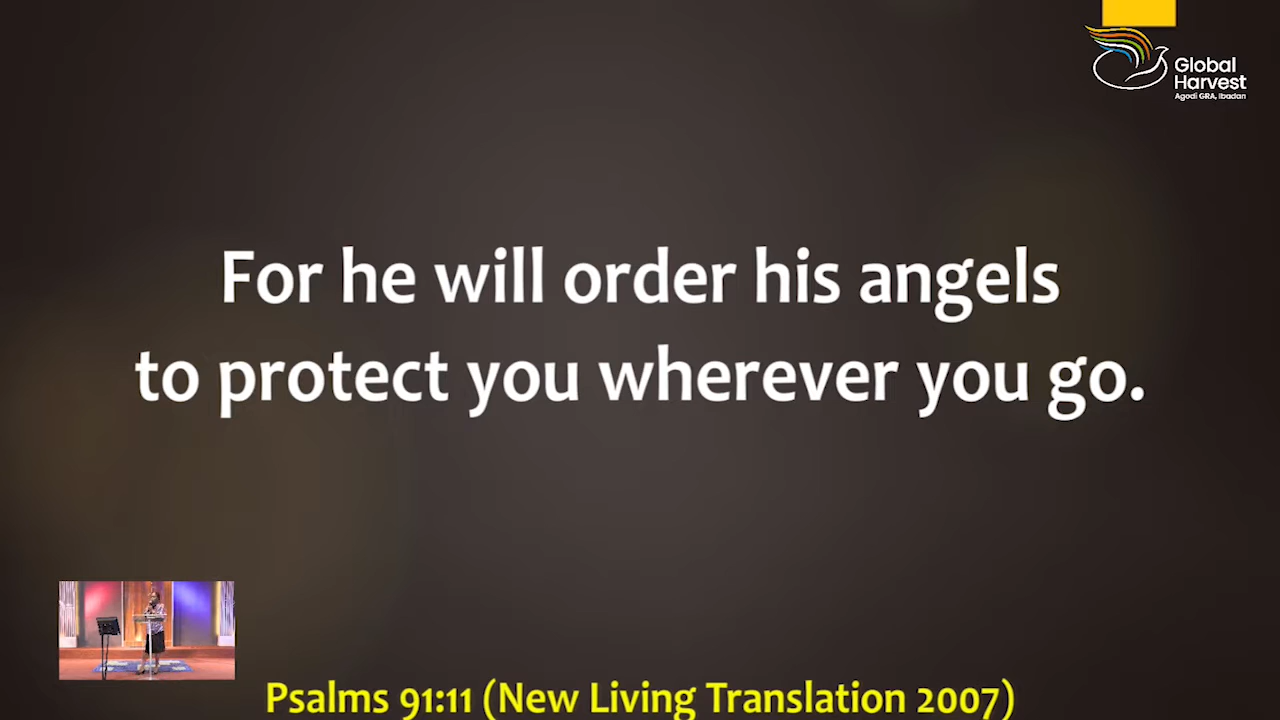 Global
Harvest
Agodi GRA, Ibadan
For he will order his angels
to protect you wherever you go.
Psalms 91:11 (New Living Translation 2007)